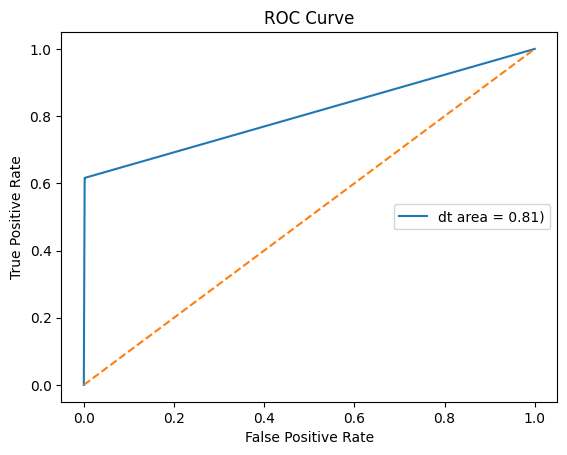 ROC Curve
True Positive Rate
1.0
0.8
0.6
0.4
0.2
0.0
dt area = 0.81)
0.0 0.2 0.4 0.6 0.8 1.0
False Positive Rate